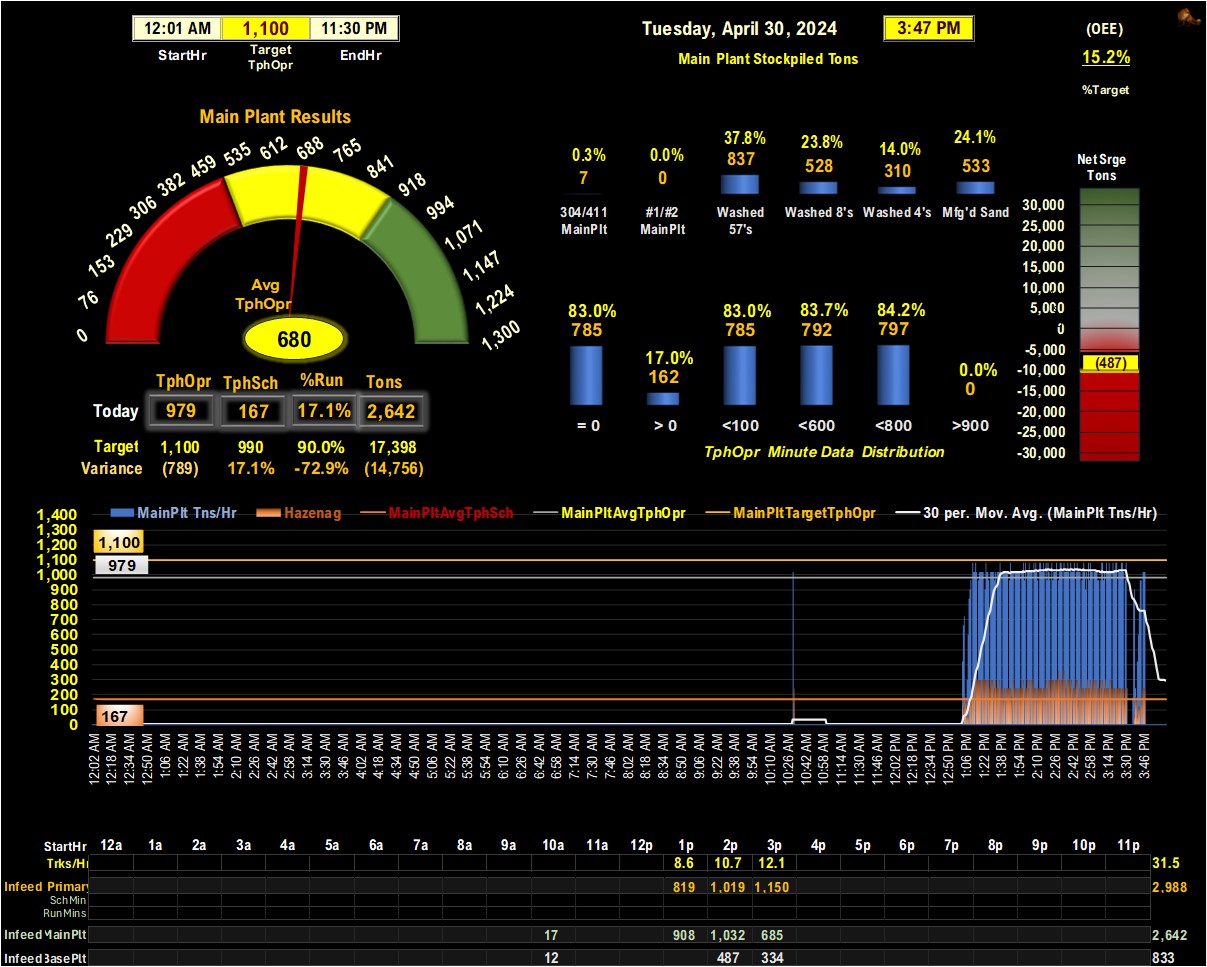 12:01 AM 1,100 11:30 PM
StartHr Target TphOpr EndHr
Tuesday, April 30, 2024 3:47 PM
Main Plant Stockpiled Tons
(OEE)
15.2%
%Target
Main Plant Results
0 76 153 229 306 382 459 535 612 688 765 841 918 994 1,071 1,147 1,224 1,300
Avg
TphOpr
680
TphOpr TphSch %Run Tons
Today 979 167 17.1% 2,642
Target 1,100 990 90.0% 17,398
Variance (789) 17.1% -72.9% (14,756)
0.3% 0.0% 37.8% 23.8% 14.0% 24.1%
7 0 837 528 310 533
304/411 MainPlt #1/#2 MainPlt Washed 57's Washed 8's Washed 4's Mfg'd Sand
83.0% 17.0% 83.0% 83.7% 84.2% 0.0%
785 162 785 792 797 0
= 0 > 0 <100 <600 <800 >900
TphOpr Minute Data Distribution
Net Srge
Tons
30,000
25,000
20,000
15,000
10,000
5,000
0
-5,000
(487)
-10,000
-15,000
-20,000
-25,000
-30,000
MainPlt Tns/Hr Hazenag MainPltAvgTphSch MainPltAvgTphOpr MainPltTargetTphOpr 30 per. Mov. Avg. (MainPlt Tns/Hr)
1,400
1,300
1,200
1,100
1,000
900
800
700
600
500
400
300
200
100
0
1,100
979
167
12:02 AM 12:18 AM 12:34 AM 12:50 AM 1:06 AM 1:22 AM 1:38 AM 1:54 AM 2:10 AM 2:26 AM 2:42 AM 2:58 AM 3:14 AM 3:30 AM 3:46 AM 4:02 AM 4:18 AM 4:34 AM 4:50 AM 5:06 AM 5:22 AM 5:38 AM 5:54 AM 6:10 AM 6:26 AM 6:42 AM 6:58 AM 7:14 AM 7:30 AM 7:46 AM 8:02 AM 8:18 AM 8:34 AM 8:50 AM 9:06 AM 9:22 AM 9:38 AM 9:54 AM 10:10 AM 10:26 AM 10:42 AM 10:58 AM 11:14 AM 11:30 AM 11:46 AM 12:02 PM 12:18 PM 12:34 PM 12:50 PM 1:06 PM 1:22 PM 1:38 PM 1:54 PM 2:10 PM 2:26 PM 2:42 PM 2:58 PM 3:14 PM 3:30 PM 3:46 PM
StartHr 12a 1a 2a 3a 4a 5a 6a 7a 8a 9a 10a 11a 12p 1p 2p 3p 4p 5p 6p 7p 8p 9p 10p 11p
Trks/Hr 8.6 10.7 12.1 31.5
Infeed Primary 819 1,019 1,150 2,988
SchMin
RunMins
Infeed MainPlt 17 908 1,032 685 2,642
Infeed BasePlt 12 487 334 833